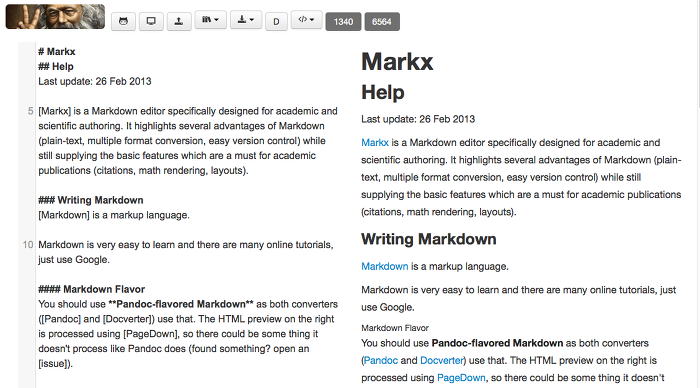 D
1340
6564
# Markx
## Help
Last update: 26 Feb 2013
5 [Markx] is a Markdown editor specifically designed for academic and
scientific authoring. It highlights several advantages of Markdown
(plain-text, multiple format conversion, easy version control) while
still supplying the basic features which are a must for academic
publications (citations, math rendering, layouts).
### Writing Markdown
[Markdown] is a markup language.
10 Markdown is very easy to learn and there are many online tutorials,
just use Google.
#### Markdown Flavor
You should use **Pandoc-flavored Markdown** as both converters
([Pandoc] and [Docverter]) use that. The HTML preview on the right
is processed using [PageDown], so there could be some thing it
doesn't process like Pandoc does (found something? open an
[issue]).
Markx
Help
Last update: 26 Feb 2013
Markx is a Markdown editor specifically designed for academic and
scientific authoring. It highlights several advantages of Markdown (plain-
text, multiple format conversion, easy version control) while still
supplying the basic features which are a must for academic publications
(citations, math rendering, layouts).
Writing Markdown
Markdown is a markup language.
Markdown is very easy to learn and there are many online tutorials, just
use Google.
Markdown Flavor
You should use Pandoc-flavored Markdown as both converters
(Pandoc and Docverter) use that. The HTML preview on the right is
processed using PageDown, so there could be some thing it doesn't